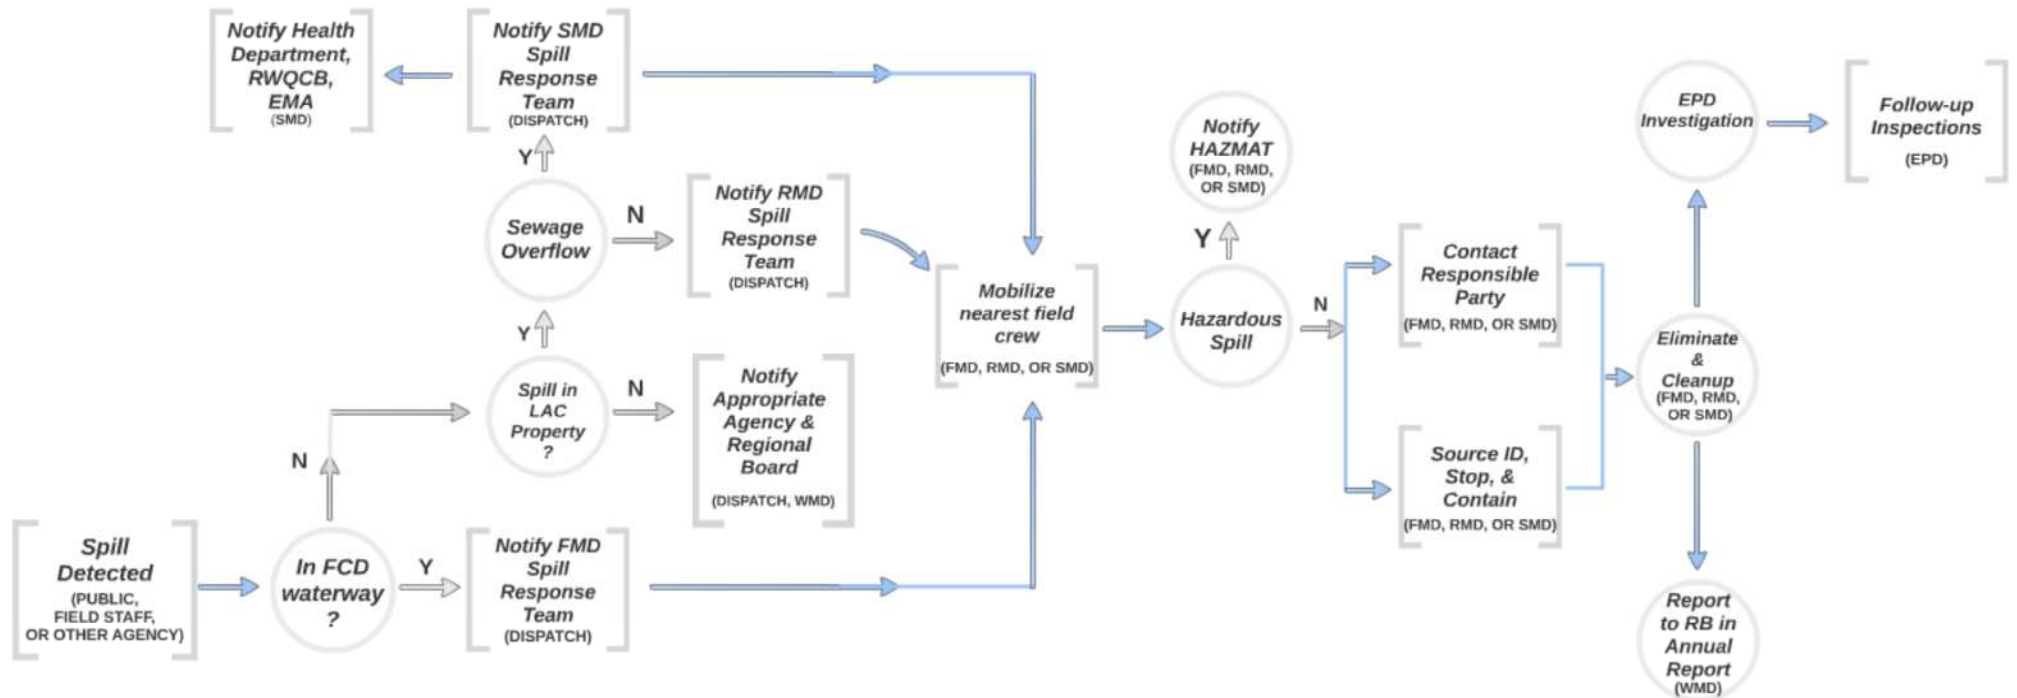 Notify Health
Department,
RWQCB,
EMA
(SMD)
Notify SMD
Spill
Response
Team
(DISPATCH)
Y
Sewage
Overflow
N
Notify RMD
Spill
Response
Team
(DISPATCH)
Y
Spill in
LAC
Property
?
N
Notify
Appropriate
Agency &
Regional
Board
(DISPATCH, WMD)
N
Spill
Detected
(PUBLIC,
FIELD STAFF,
OR OTHER AGENCY)
In FCD
waterway
?
Y
Notify FMD
Spill
Response
Team
(DISPATCH)
Mobilize
nearest field
crew
(FMD, RMD, OR SMD)
Notify
HAZMAT
(FMD, RMD,
OR SMD)
Y
Hazardous
Spill
N
Contact
Responsible
Party
(FMD, RMD, OR SMD)
Source ID,
Stop, &
Contain
(FMD, RMD, OR SMD)
EPD
Investigation
Follow-up
Inspections
(EPD)
Eliminate
&
Cleanup
(FMD, RMD,
OR SMD)
Report
to RB in
Annual
Report
(WMD)